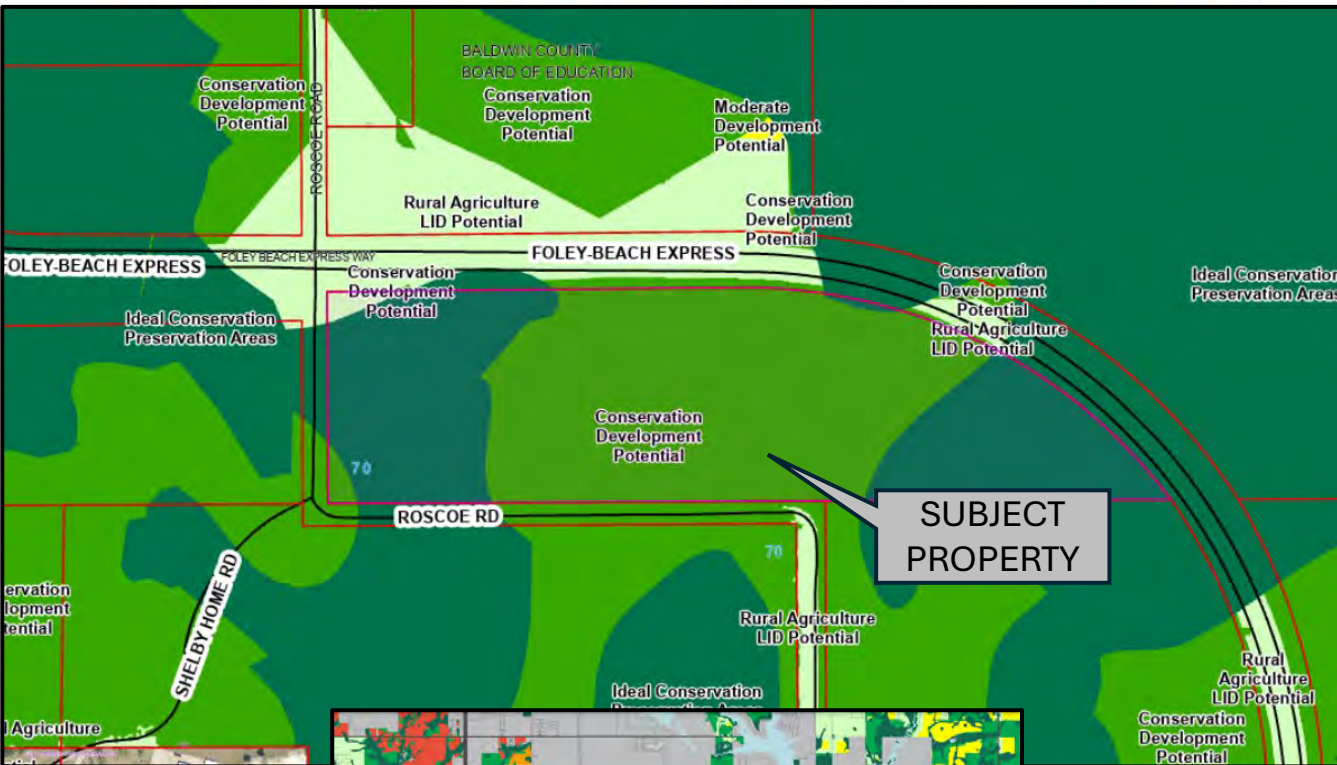 BALDWIN COUNTY
BOARD OF EDUCATION
Conservation
Development
Potential
ROSCOE ROAD
Conservation
Development
Potential
Moderate
Development
Potential
Rural Agriculture
LID Potential
Conservation
Development
Potential
FOLEY-BEACH EXPRESS
FOLEY BEACH EXPRESS WAY
FOLEY-BEACH EXPRESS
Conservation
Development
Potential
Conservation
Development
Potential
Rural Agriculture
LID Potential
Ideal Conservation
Preservation Areas
Ideal Conservation
Preservation Areas
Conservation
Development
Potential
70
SUBJECT
PROPERTY
ROSCOE RD
70
SHELBY HOME RD
ervation
lopment
tential
Rural Agriculture
LID Potential
Ideal Conservation
Rural
Agriculture
LID Potential
Conservation
Development
Potential
l Agriculture